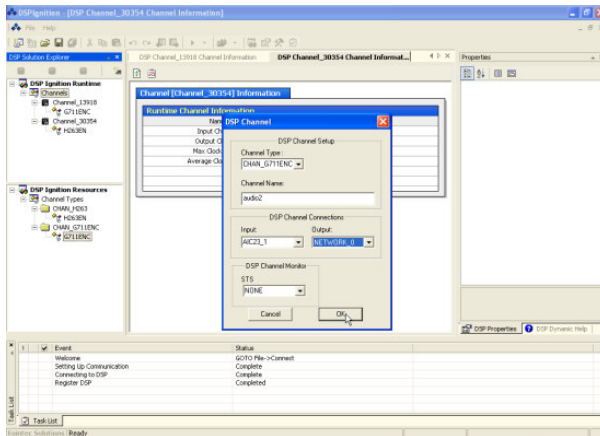 DSPIgnition - [DSP Channel_30354 Channel Information]
File Help
DSP Solution Explorer
DSP Ignition Runtime
Channels
Channel_13918
G711ENC
Channel_30354
H263EN
DSP Ignition Resources
Channel Types
CHAN_H263
H263EN
CHAN_G711ENC
G711ENC
DSP Channel_13918 Channel Information
DSP Channel_30354 Channel Informat...
Channel [Channel_30354] Information
Runtime Channel Information
Nam
Input Ch
Output C
Max Clock
Average Clo
DSP Channel
DSP Channel Setup
Channel Type :
CHAN_G711ENC
Channel Name:
audio2
DSP Channel Connections
Input:
Output:
AIC23_1
NETWORK_0
DSP Channel Monitor
STS
NONE
Cancel
OK
Properties
DSP Properties
DSP Dynamic Help
! Event Status
Welcome GOTO File->Connect
Setting Up Communication Complete
Connecting to DSP Complete
Register DSP Completed
Task List
Task List
Ready